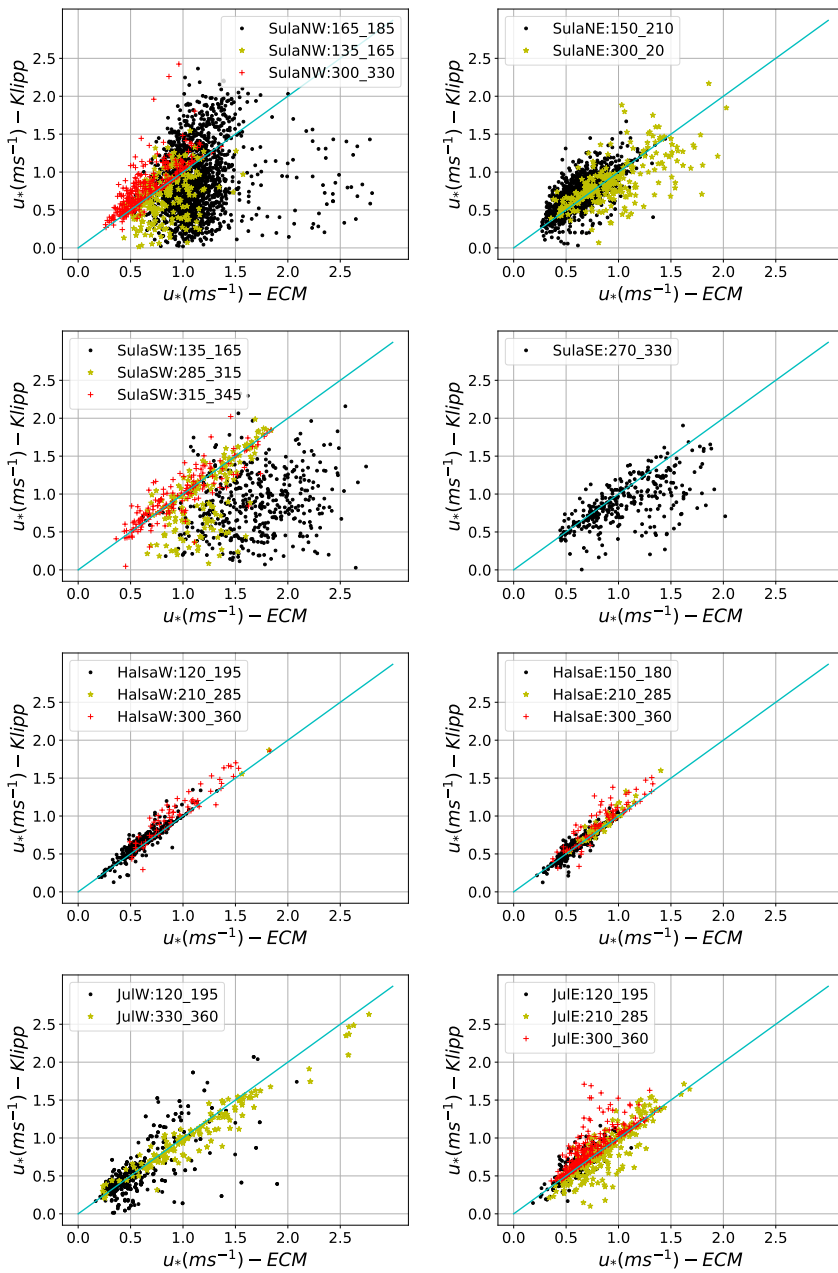 SulaNW:165_185
SulaNW:135_165
SulaNW:300_330
2.5
2.0
1.5
1.0
0.5
0.0
u*(ms⁻¹) − Klipp
0.0 0.5 1.0 1.5 2.0 2.5
u*(ms⁻¹) − ECM
SulaNE:150_210
SulaNE:300_20
2.5
2.0
1.5
1.0
0.5
0.0
u*(ms⁻¹) − Klipp
0.0 0.5 1.0 1.5 2.0 2.5
u*(ms⁻¹) − ECM
SulaSW:135_165
SulaSW:285_315
SulaSW:315_345
2.5
2.0
1.5
1.0
0.5
0.0
u*(ms⁻¹) − Klipp
0.0 0.5 1.0 1.5 2.0 2.5
u*(ms⁻¹) − ECM
SulaSE:270_330
2.5
2.0
1.5
1.0
0.5
0.0
u*(ms⁻¹) − Klipp
0.0 0.5 1.0 1.5 2.0 2.5
u*(ms⁻¹) − ECM
HalsaW:120_195
HalsaW:210_285
HalsaW:300_360
2.5
2.0
1.5
1.0
0.5
0.0
u*(ms⁻¹) − Klipp
0.0 0.5 1.0 1.5 2.0 2.5
u*(ms⁻¹) − ECM
HalsaE:150_180
HalsaE:210_285
HalsaE:300_360
2.5
2.0
1.5
1.0
0.5
0.0
u*(ms⁻¹) − Klipp
0.0 0.5 1.0 1.5 2.0 2.5
u*(ms⁻¹) − ECM
JulW:120_195
JulW:330_360
2.5
2.0
1.5
1.0
0.5
0.0
u*(ms⁻¹) − Klipp
0.0 0.5 1.0 1.5 2.0 2.5
u*(ms⁻¹) − ECM
JulE:120_195
JulE:210_285
JulE:300_360
2.5
2.0
1.5
1.0
0.5
0.0
u*(ms⁻¹) − Klipp
0.0 0.5 1.0 1.5 2.0 2.5
u*(ms⁻¹) − ECM